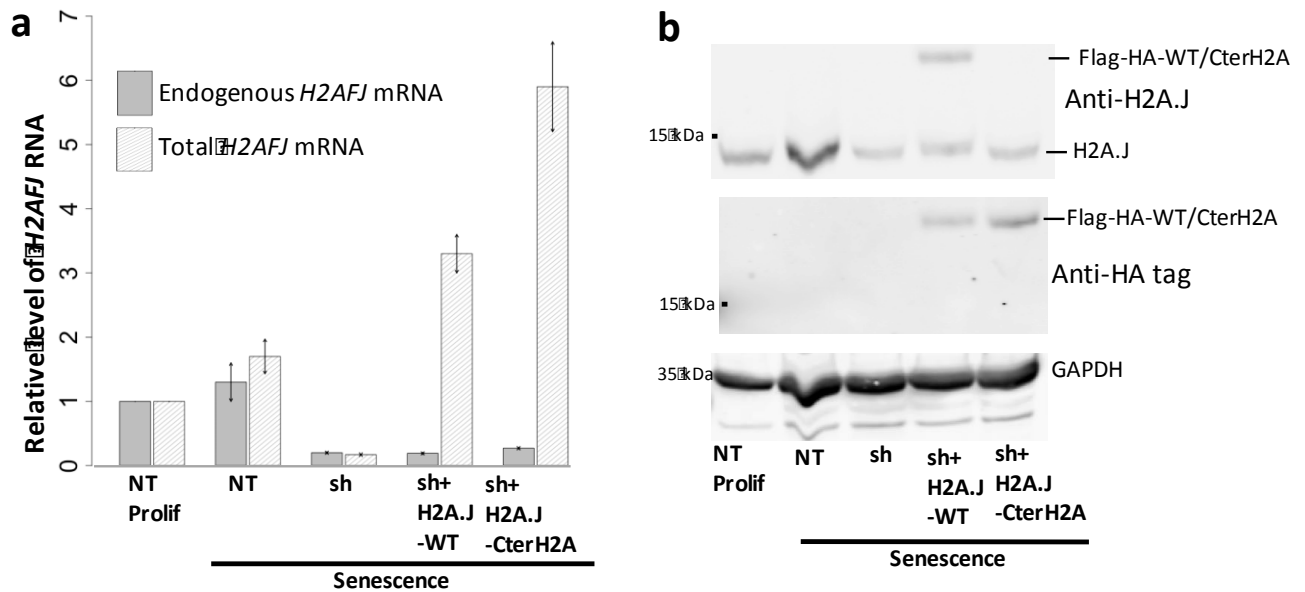 a
7
6
5
4
3
2
1
0
Relative level of H2AFJ RNA
Endogenous H2AFJ mRNA
Total H2AFJ mRNA
NT
Prolif
NT
sh
sh+
H2A.J
-WT
sh+
H2A.J
-CterH2A
Senescence
b
Flag-HA-WT/CterH2A
Anti-H2A.J
15 kDa
H2A.J
Flag-HA-WT/CterH2A
Anti-HA tag
15 kDa
35 kDa
GAPDH
NT
Prolif
NT
sh
sh+
H2A.J
-WT
sh+
H2A.J
-CterH2A
Senescence